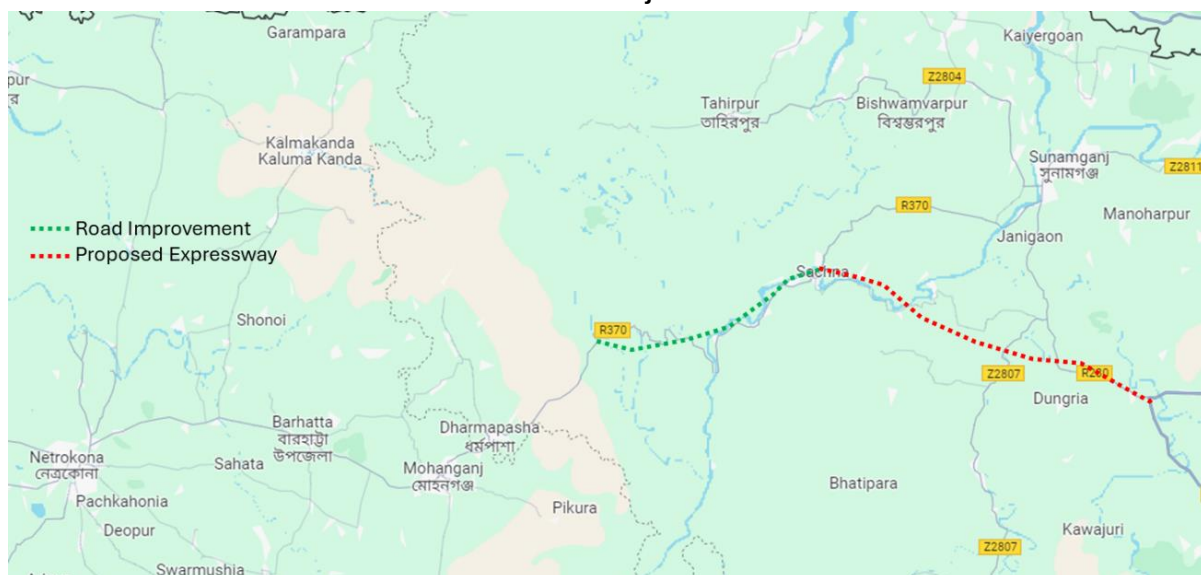 Garampara
Kaiyergoan
Z2804
Tahirpur
তাহিরপুর
Bishwamvarpur
বিশ্বম্ভরপুর
Kalmakanda
Kaluma Kanda
Sunamganj
সুনামগঞ্জ
Z2811
R370
Manoharpur
Road Improvement
Janigaon
Proposed Expressway
Sachna
Shonoi
R370
Z2807
R280
Dungria
Barhatta
বারহাট্টা
উপজেলা
Dharmapasha
ধর্মপাশা
Netrokona
নেত্রকোনা
Sahata
Mohanganj
মোহনগঞ্জ
Bhatipara
Pachkahonia
Pikura
Deopur
Kawajuri
Z2807
Swarmushia